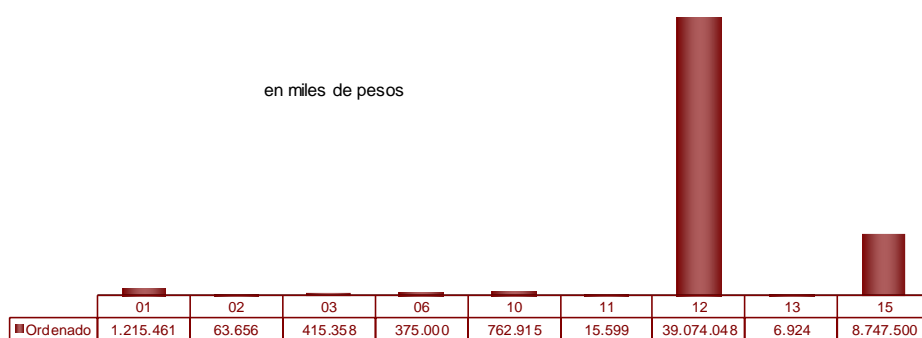 en miles de pesos
01 02 03 06 10 11 12 13 15
Ordenado 1.215.461 63.656 415.358 375.000 762.915 15.599 39.074.048 6.924 8.747.500